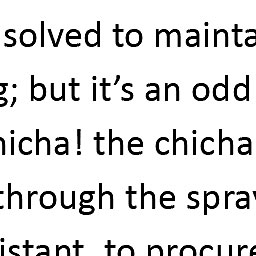 solved to mainta
g; but it’s an odd
hicha! the chicha
through the spray
istant, to procure